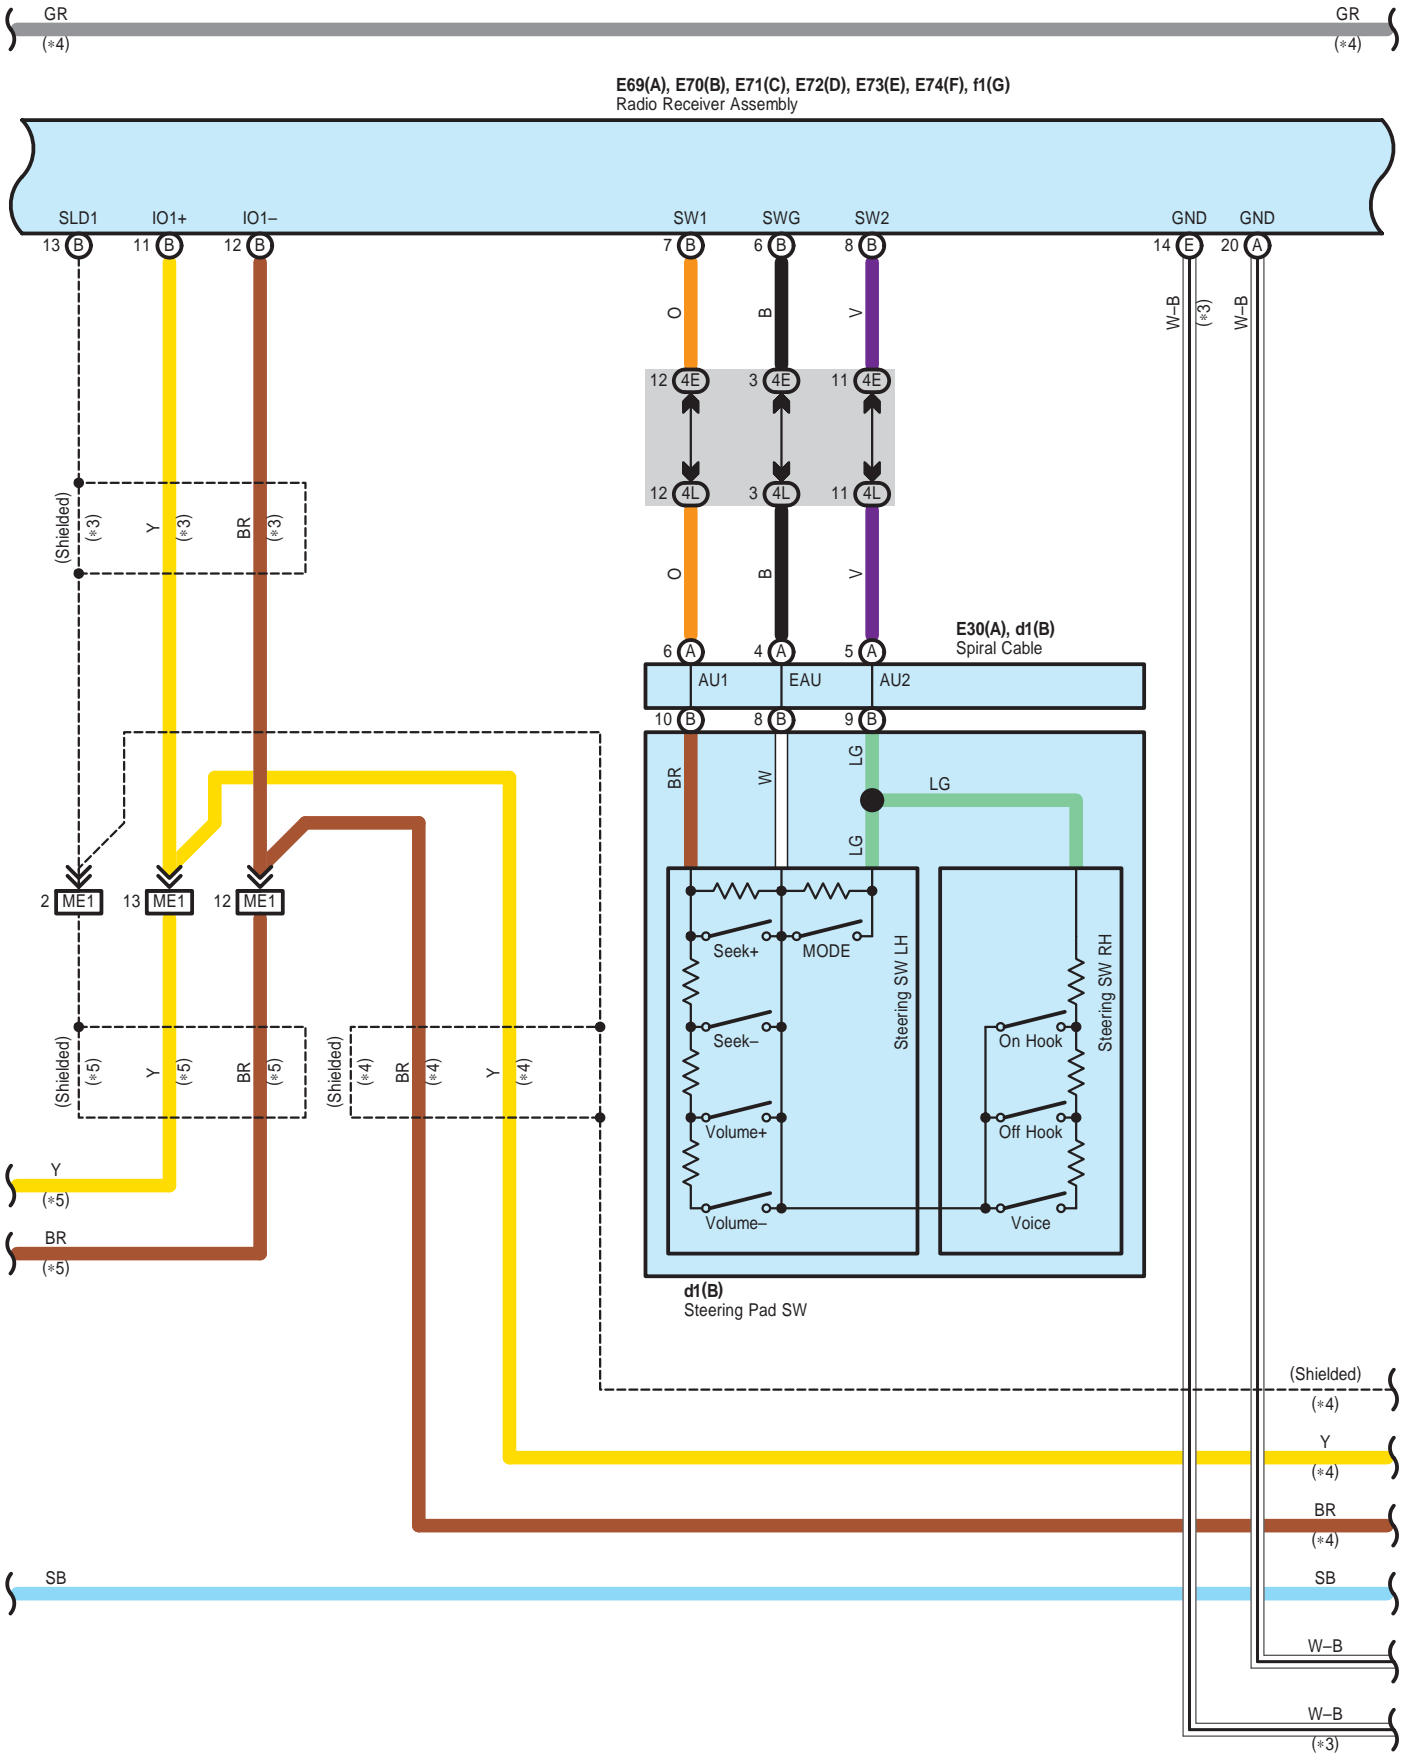 GR GR
(*4) (*4)
E69(A), E70(B), E71(C), E72(D), E73(E), E74(F), f1(G)
Radio Receiver Assembly
SLD1 IO1+ IO1– SW1 SWG SW2 GND GND
13 B 11 B 12 B 7 B 6 B 8 B 14 E 20 A
O B V W–B (*3) W–B
12 4E 3 4E 11 4E
12 4L 3 4L 11 4L
(Shielded) (*3) Y (*3) BR (*3)
O B V
E30(A), d1(B)
Spiral Cable
6 A 4 A 5 A
AU1 EAU AU2
10 B 8 B 9 B
BR W LG LG
LG
2 ME1 13 ME1 12 ME1
Seek+ MODE
Steering SW LH Steering SW RH
Seek– On Hook
(Shielded) (*5) Y (*5) BR (*5) (Shielded) (*4) BR (*4) Y (*4)
Volume+ Off Hook
Y
(*5)
Volume– Voice
BR
(*5)
d1(B)
Steering Pad SW
(Shielded)
(*4)
Y
(*4)
BR
(*4)
SB SB
W–B
W–B
(*3)